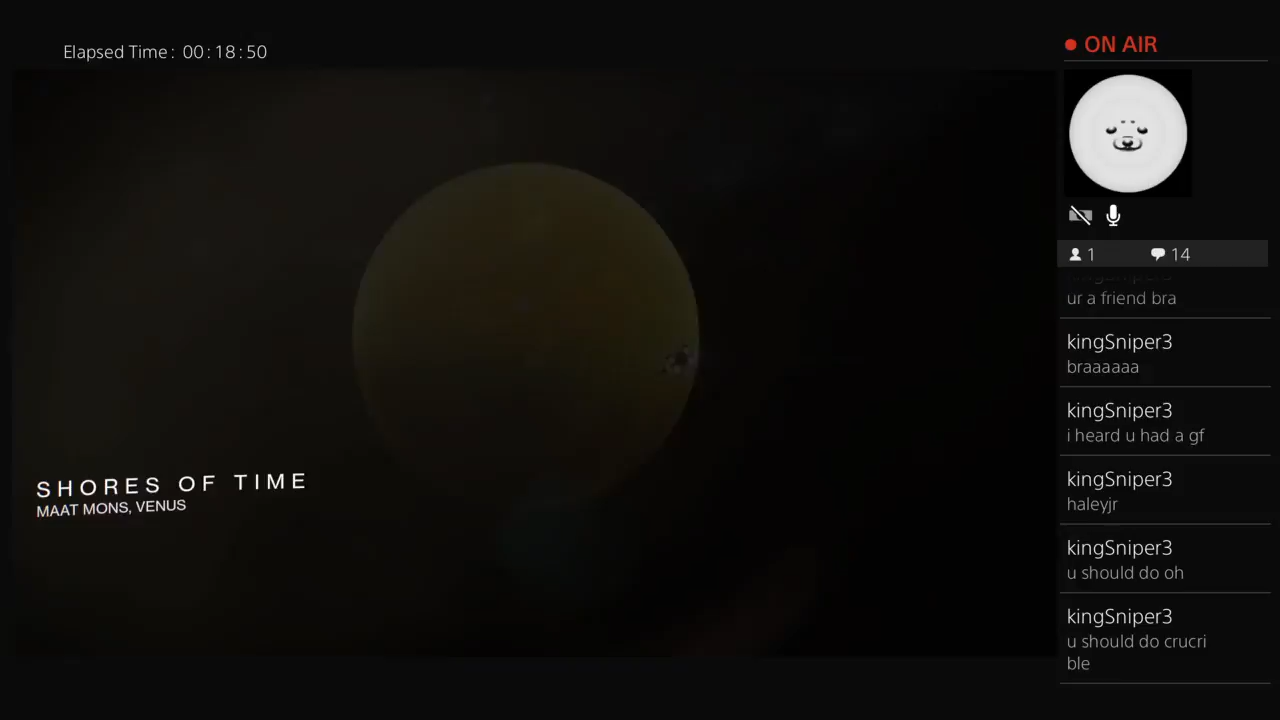 Elapsed Time: 00:18:50
ON AIR
1
14
ur a friend bra
kingSniper3
braaaaaa
kingSniper3
i heard u had a gf
kingSniper3
haleyjr
kingSniper3
u should do oh
kingSniper3
u should do crucri
ble
SHORES OF TIME
MAAT MONS, VENUS